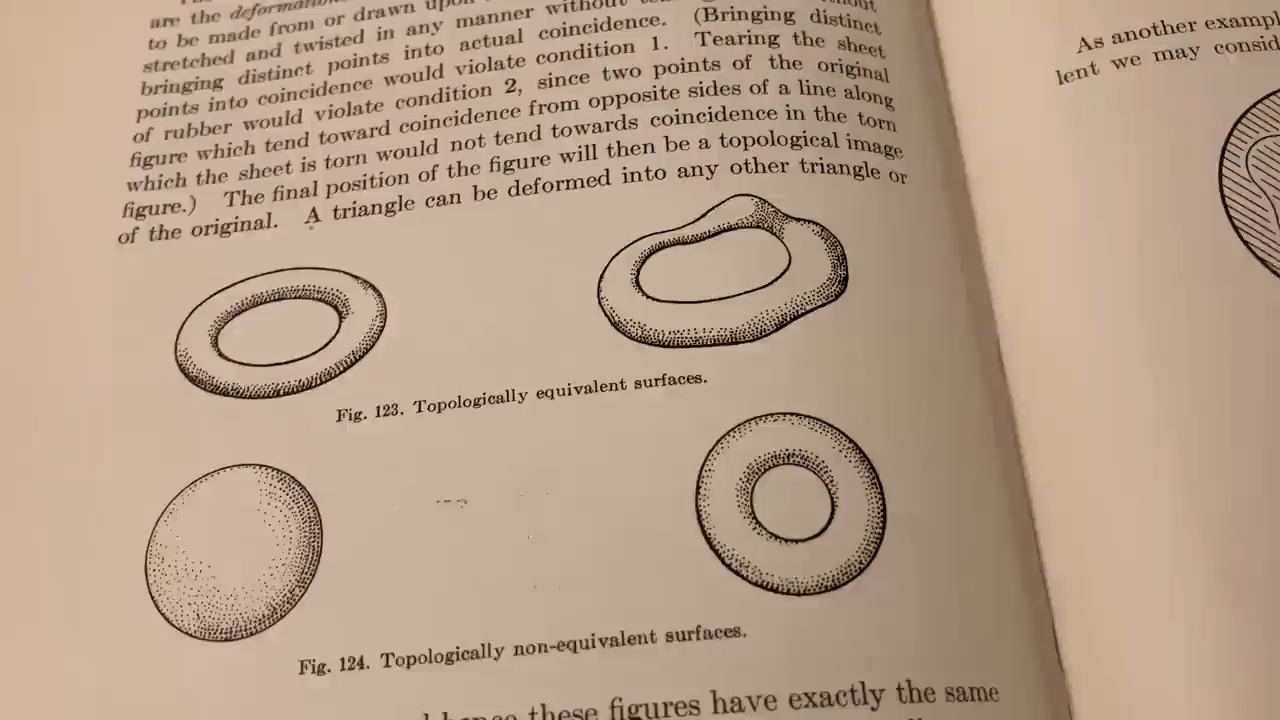 are the
to be made from or drawn upon
stretched and twisted in any manner without
bringing distinct points into actual coincidence. (Bringing distinct
points into coincidence would violate condition 1. Tearing the sheet
of rubber would violate condition 2, since two points of the original
figure which tend toward coincidence from opposite sides of a line along
which the sheet is torn would not tend towards coincidence in the torn
figure.) The final position of the figure will then be a topological image
of the original. A triangle can be deformed into any other triangle or
Fig. 123. Topologically equivalent surfaces.
Fig. 124. Topologically non-equivalent surfaces.
these figures have exactly the same
As another
lent we may